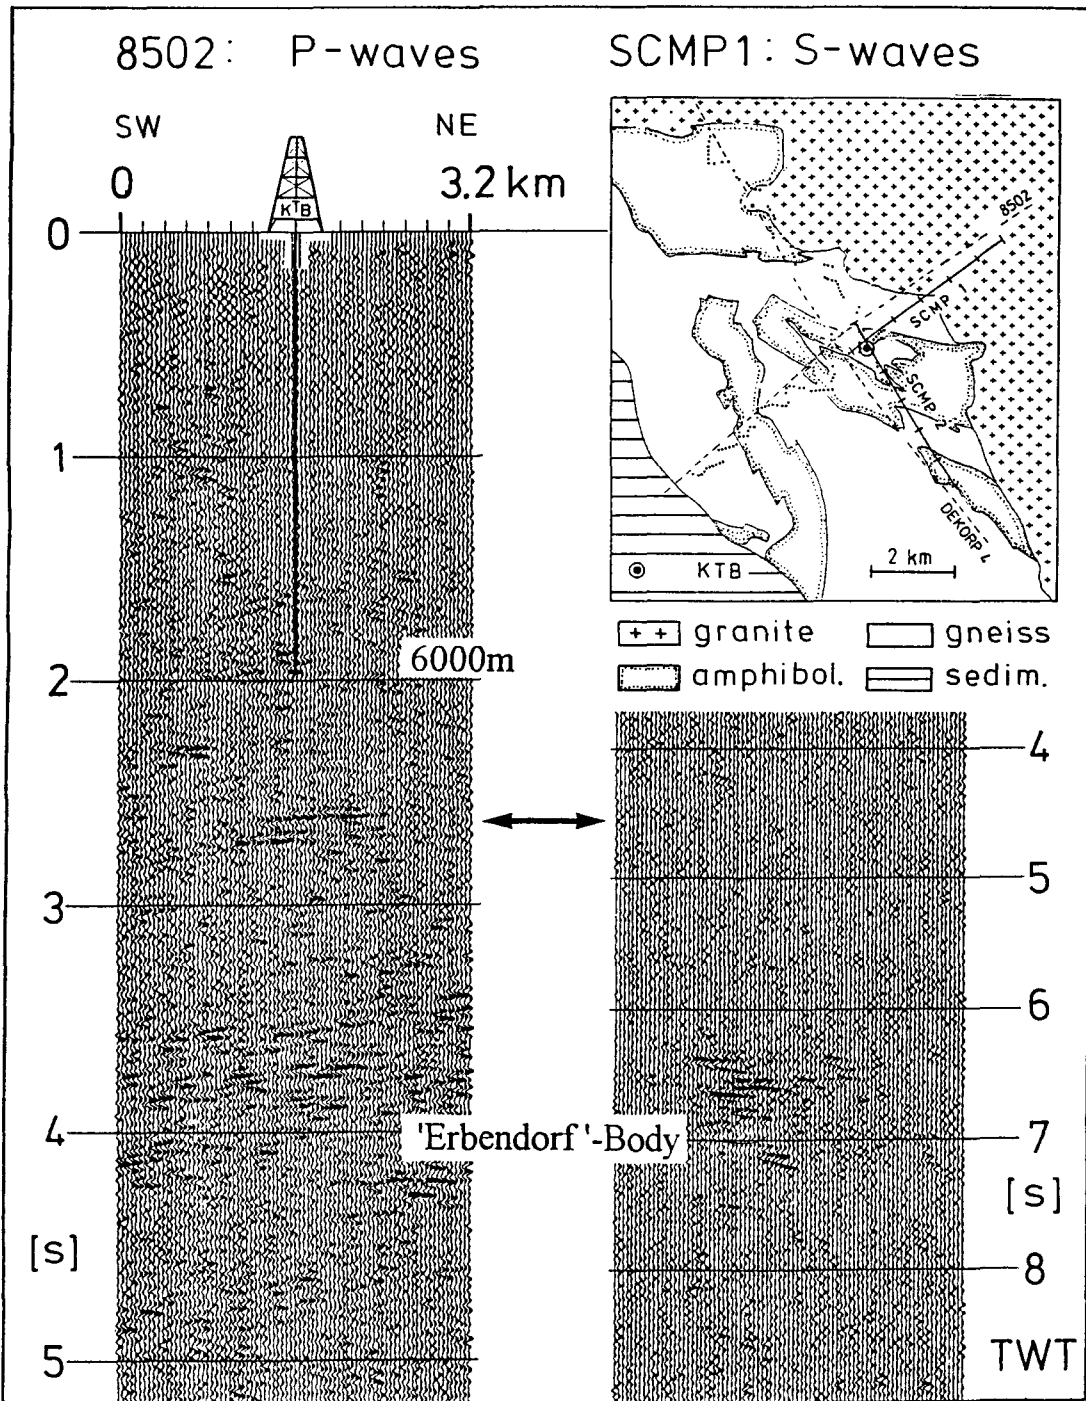 8502: P-waves
SCMP1: S-waves
SW
NE
0
3.2 km
KTB
0
1
2
3
4
5
[s]
6000m
'Erbendorf'-Body
8502
SCMP 1
SCMP 2
DEKORP 4
2 km
KTB
granite
gneiss
amphibol.
sedim.
4
5
6
7
[s]
8
TWT